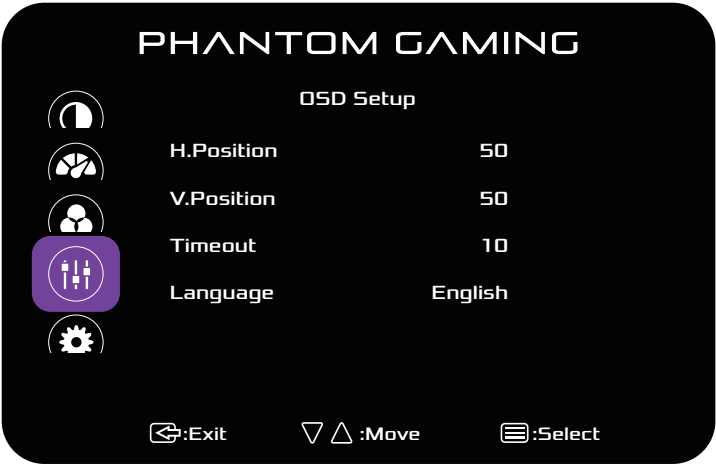 PHANTOM GAMING
OSD Setup
H.Position 50
V.Position 50
Timeout 10
Language English
:Exit :Move :Select